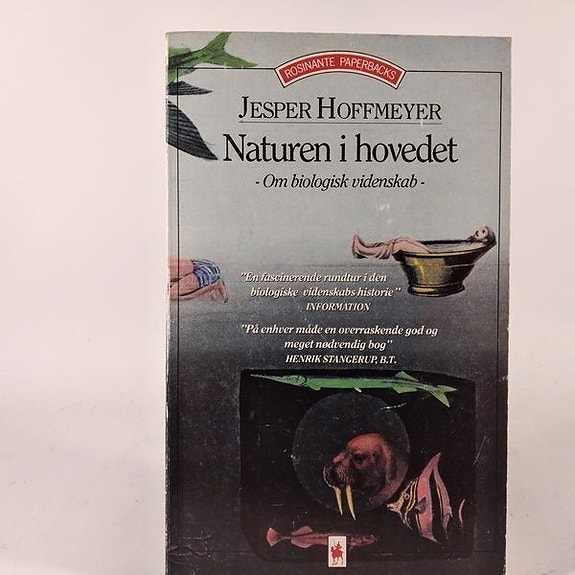 ROSINANTE PAPERBACKS
JESPER HOFFMEYER
Naturen i hovedet
- Om biologisk videnskab -
"En fascinerende rundtur i den
biologiske videnskabs historie"
INFORMATION
"På enhver måde en overraskende god og
meget nødvendig bog"
HENRIK STANGERUP, B.T.